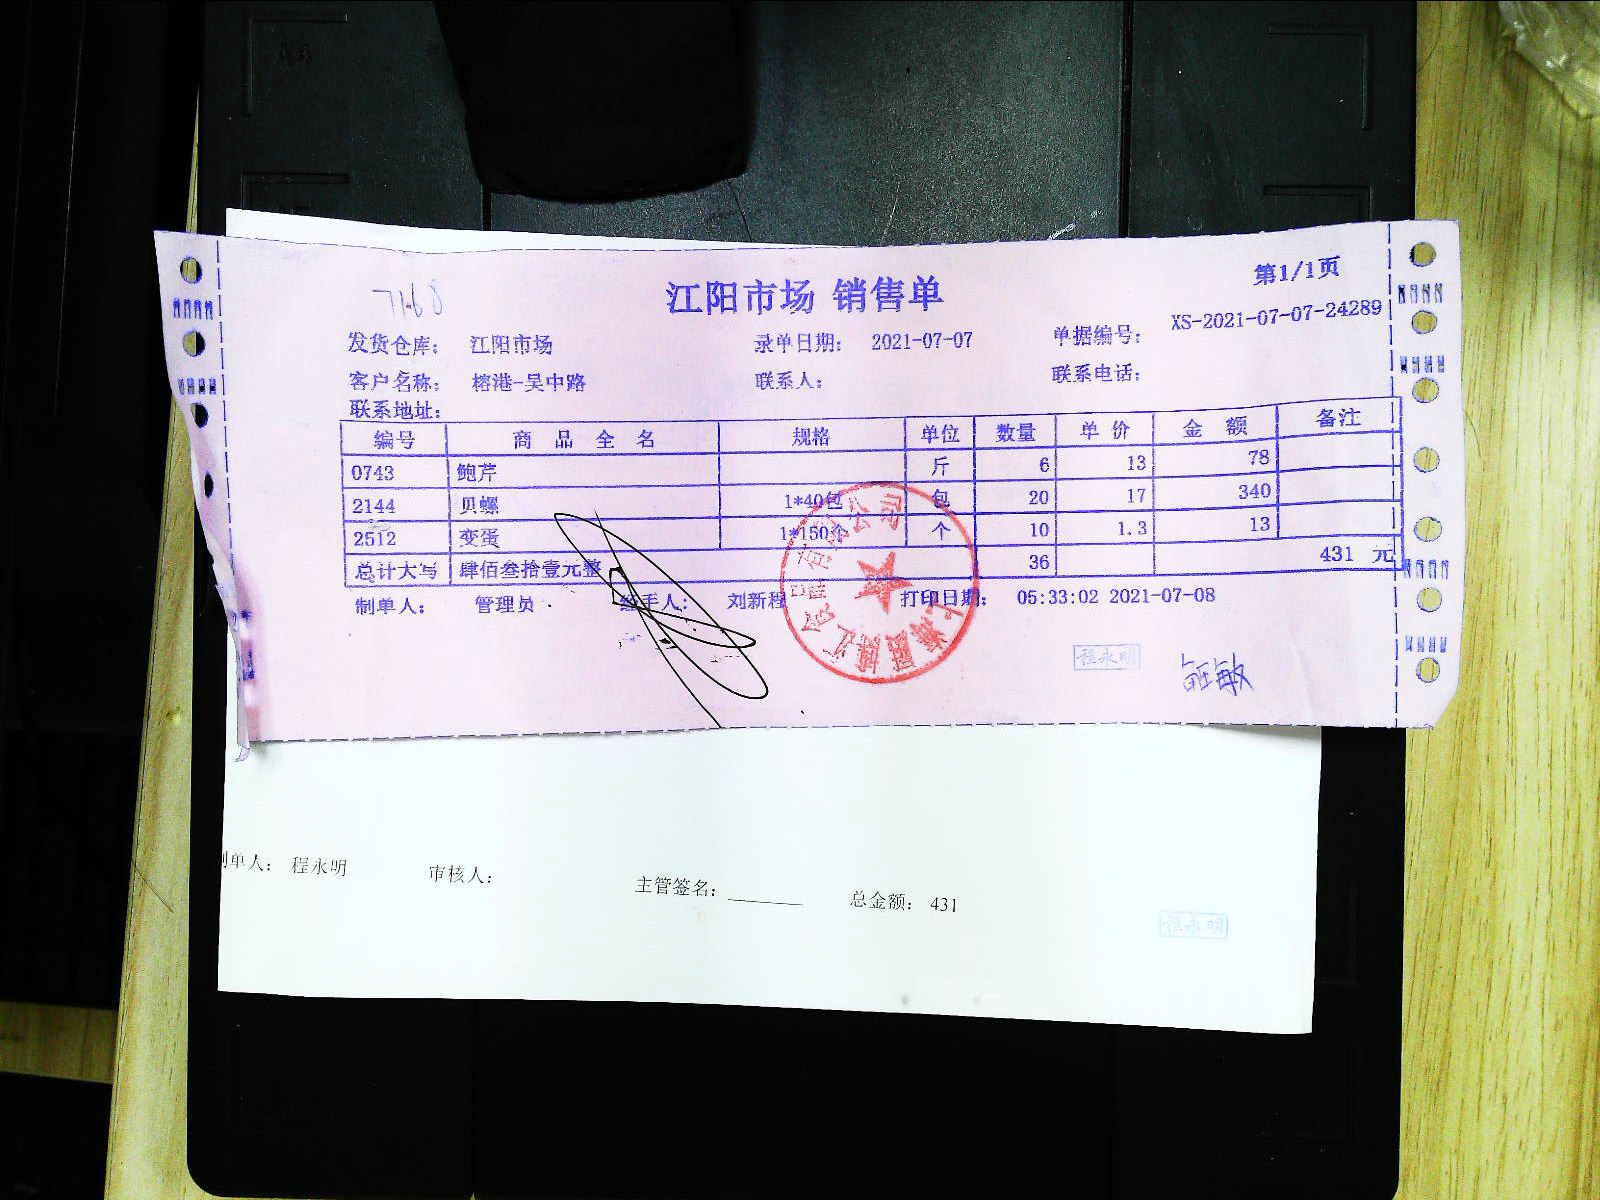 A4
江阳市场 销售单
第1/1页
发货仓库: 江阳市场 录单日期: 2021-07-07 单据编号: XS-2021-07-07-24289
客户名称: 榕港-吴中路 联系人: 联系电话:
联系地址:
编号 商品全名 规格 单位 数量 单价 金额 备注
0743 鲍芹 斤 6 13 78
2144 贝螺 1*40包 包 20 17 340
2512 变蛋 1*150个 个 10 1.3 13
总计大写 肆佰叁拾壹元整 36 431 元
制单人: 管理员 经手人: 刘新程 打印日期: 05:33:02 2021-07-08
程永明
制单人: 程永明 审核人: 主管签名: 总金额: 431
程永明